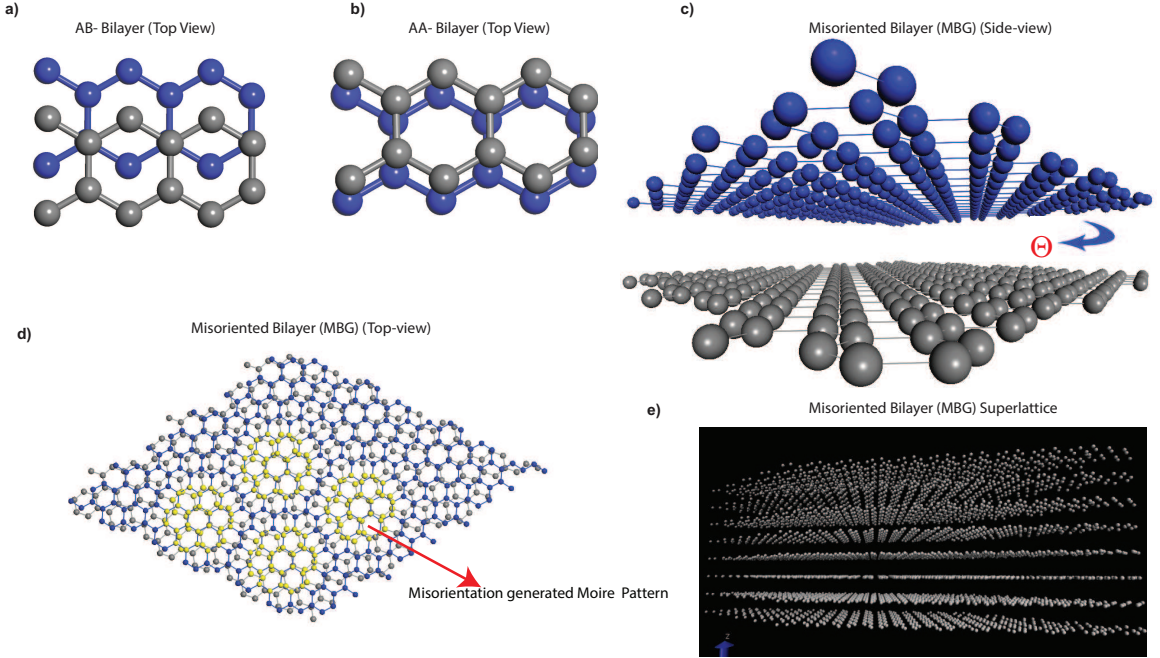 a)
AB- Bilayer (Top View)
b)
AA- Bilayer (Top View)
c)
Misoriented Bilayer (MBG) (Side-view)
Θ
d)
Misoriented Bilayer (MBG) (Top-view)
Misorientation generated Moire Pattern
e)
Misoriented Bilayer (MBG) Superlattice
z